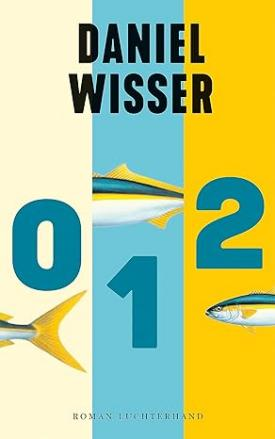 DANIEL
WISSER
0 1 2
ROMAN LUCHTERHAND